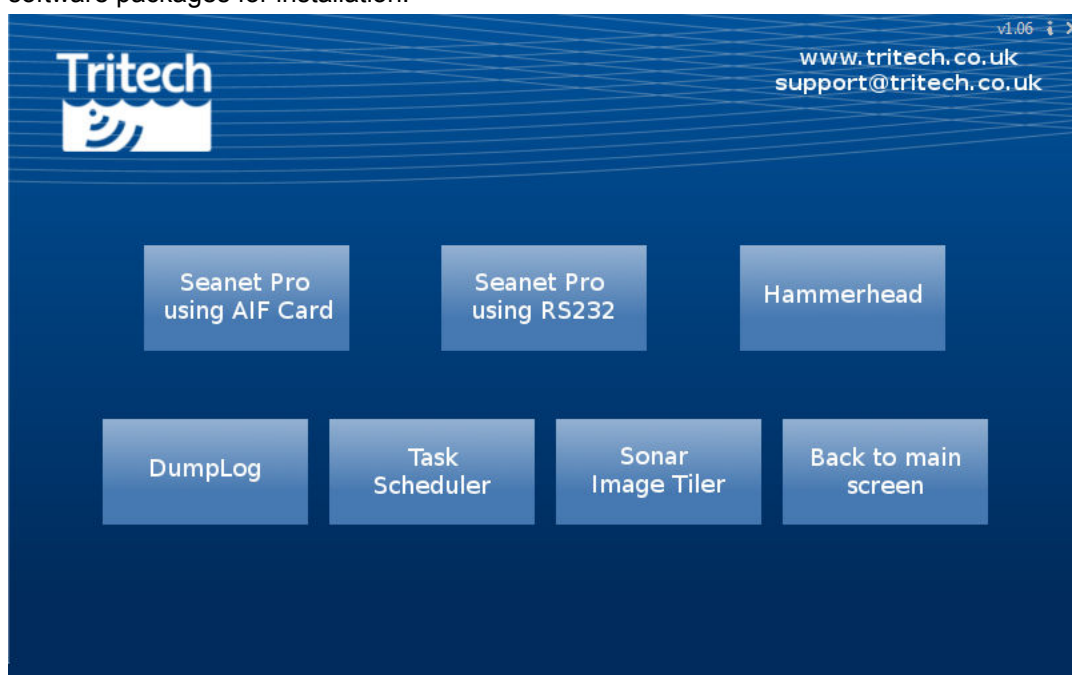 software packages for installation.
v1.06 i X
Tritech
www.tritech.co.uk
support@tritech.co.uk
Seanet Pro
using AIF Card
Seanet Pro
using RS232
Hammerhead
DumpLog
Task
Scheduler
Sonar
Image Tiler
Back to main
screen